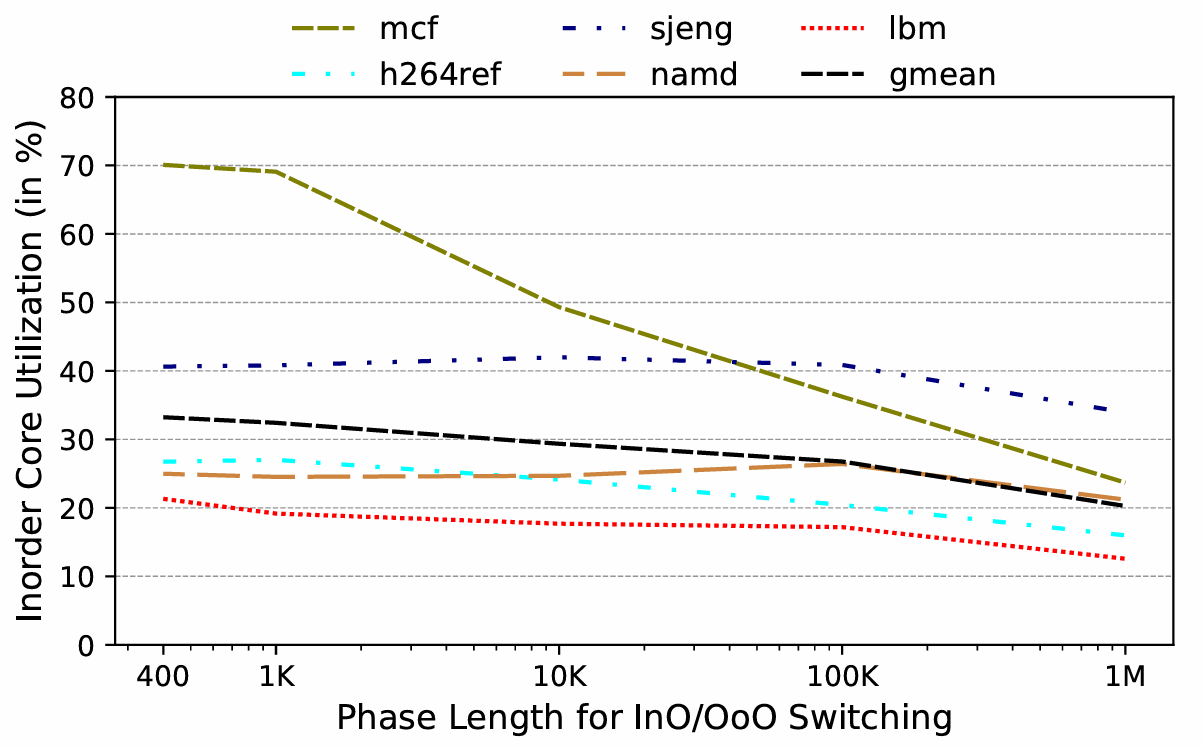 mcf sjeng lbm
h264ref namd gmean
80
70
60
50
40
30
20
10
0
Inorder Core Utilization (in %)
400 1K 10K 100K 1M
Phase Length for InO/OoO Switching